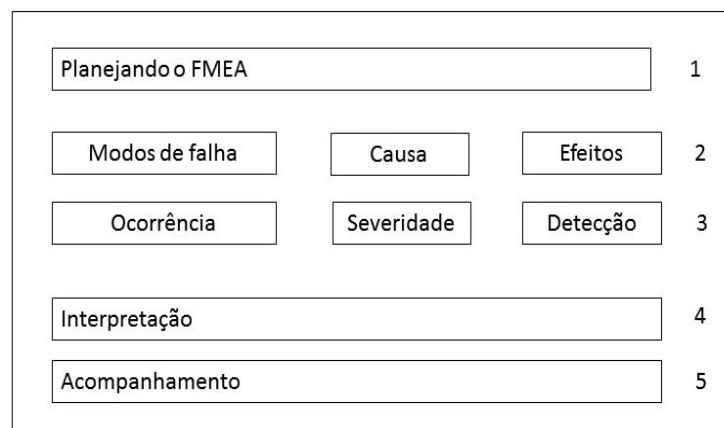 Planejando o FMEA 1
Modos de falha Causa Efeitos 2
Ocorrência Severidade Detecção 3
Interpretação 4
Acompanhamento 5